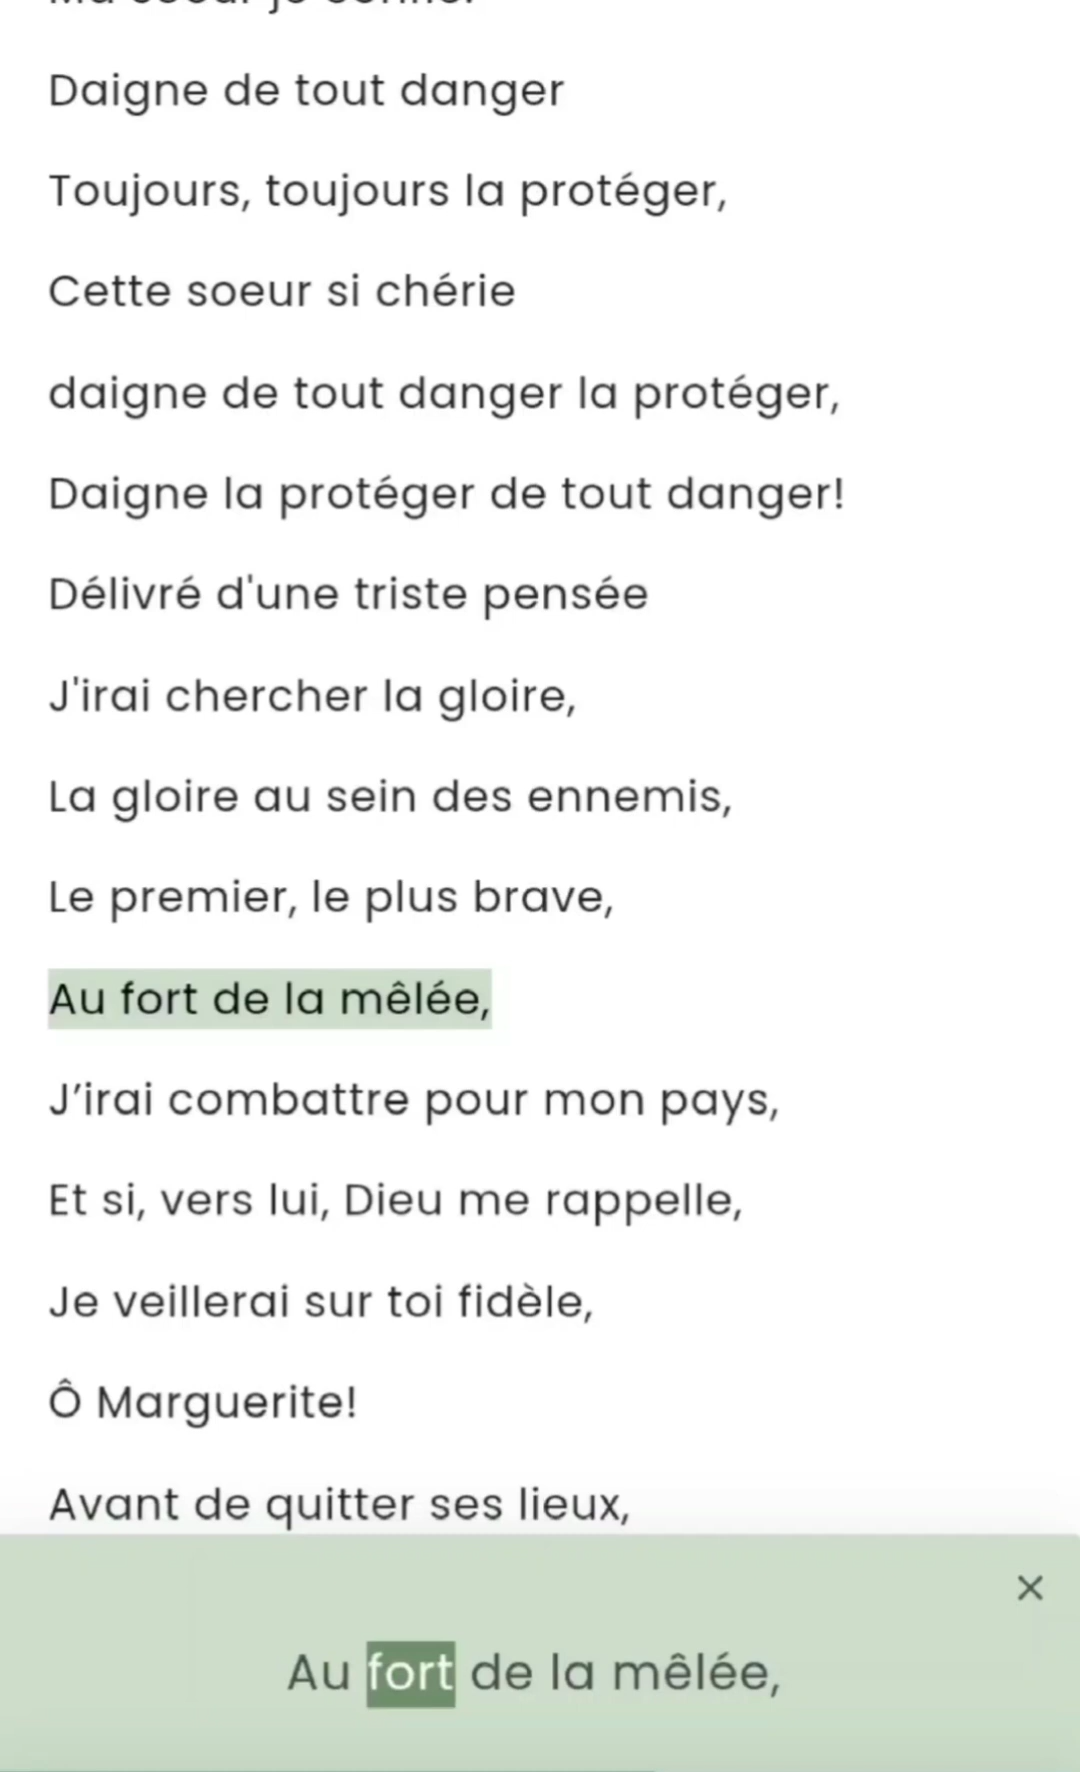 Daigne de tout danger
Toujours, toujours la protéger,
Cette soeur si chérie
daigne de tout danger la protéger,
Daigne la protéger de tout danger!
Délivré d'une triste pensée
J'irai chercher la gloire,
La gloire au sein des ennemis,
Le premier, le plus brave,
Au fort de la mêlée,
J’irai combattre pour mon pays,
Et si, vers lui, Dieu me rappelle,
Je veillerai sur toi fidèle,
Ô Marguerite!
Avant de quitter ses lieux,
Au fort de la mêlée,